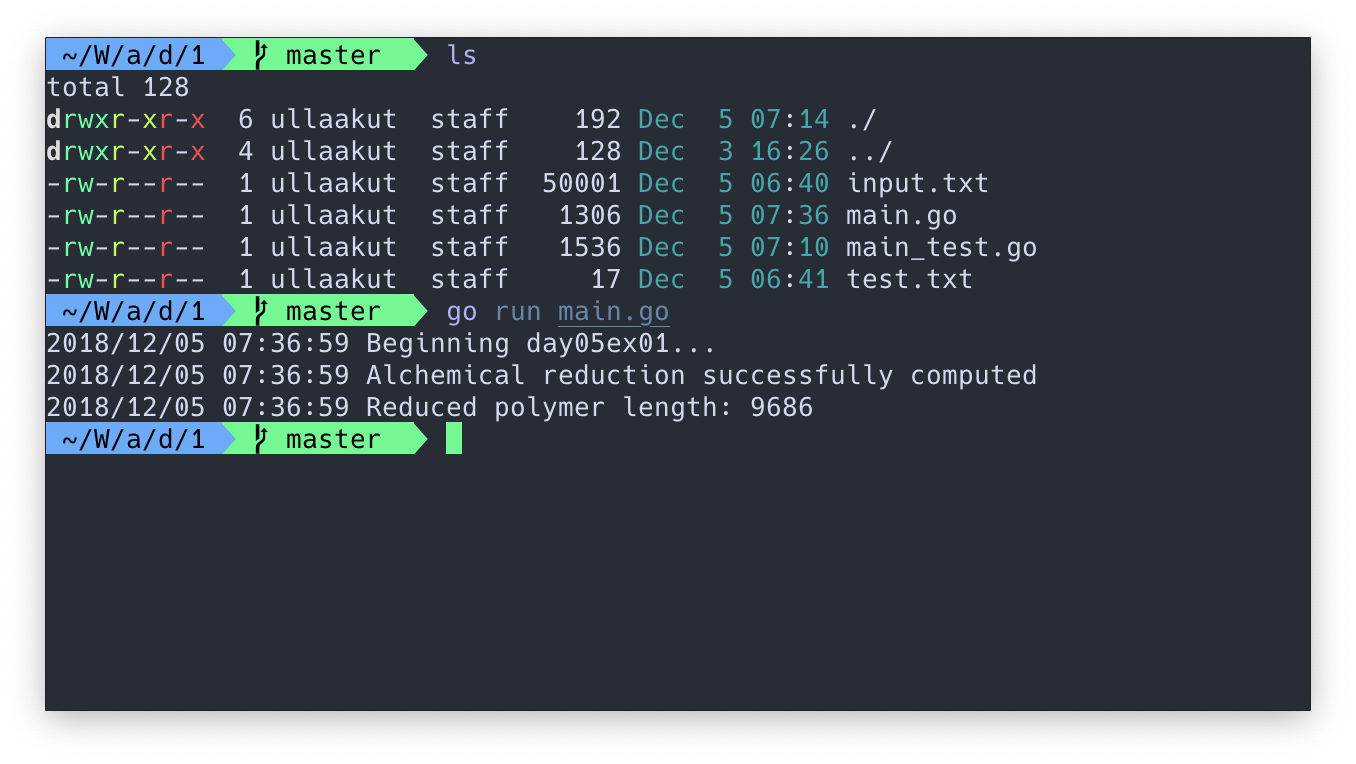 ~/W/a/d/1 master ls
total 128
drwxr-xr-x  6 ullaakut  staff    192 Dec  5 07:14 ./
drwxr-xr-x  4 ullaakut  staff    128 Dec  3 16:26 ../
-rw-r--r--  1 ullaakut  staff  50001 Dec  5 06:40 input.txt
-rw-r--r--  1 ullaakut  staff   1306 Dec  5 07:36 main.go
-rw-r--r--  1 ullaakut  staff   1536 Dec  5 07:10 main_test.go
-rw-r--r--  1 ullaakut  staff     17 Dec  5 06:41 test.txt
~/W/a/d/1 master go run main.go
2018/12/05 07:36:59 Beginning day05ex01...
2018/12/05 07:36:59 Alchemical reduction successfully computed
2018/12/05 07:36:59 Reduced polymer length: 9686
~/W/a/d/1 master